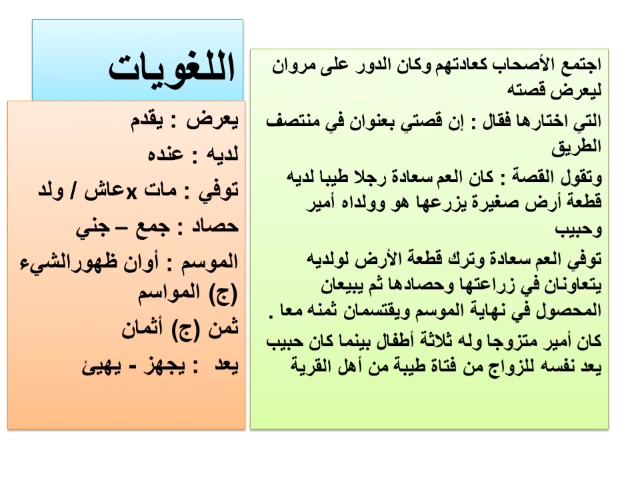 اللغويات
اجتمع الأصحاب كعادتهم وكان الدور على مروان
ليعرض قصته
التي اختارها فقال : إن قصتي بعنوان في منتصف
الطريق
وتقول القصة : كان العم سعادة رجلا طيبا لديه
قطعة أرض صغيرة يزرعها هو وولداه أمير
وحبيب
توفي العم سعادة وترك قطعة الأرض لولديه
يتعاونان في زراعتها وحصادها ثم يبيعان
المحصول في نهاية الموسم ويقتسمان ثمنه معا .
كان أمير متزوجا وله ثلاثة أطفال بينما كان حبيب
يعد نفسه للزواج من فتاة طيبة من أهل القرية
يعرض : يقدم
لديه : عنده
توفي : مات x عاش / ولد
حصاد : جمع – جني
الموسم : أوان ظهورالشيء
(ج) المواسم
ثمن (ج) أثمان
يعد : يجهز - يهيئ